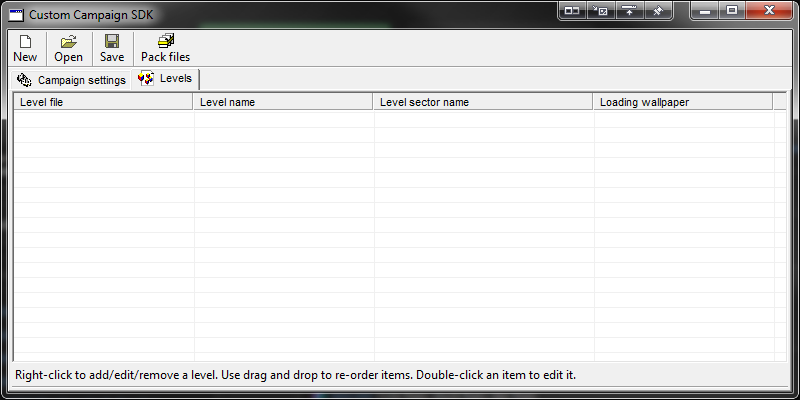 Custom Campaign SDK
New Open Save Pack files
Campaign settings Levels
Level file Level name Level sector name Loading wallpaper
Right-click to add/edit/remove a level. Use drag and drop to re-order items. Double-click an item to edit it.